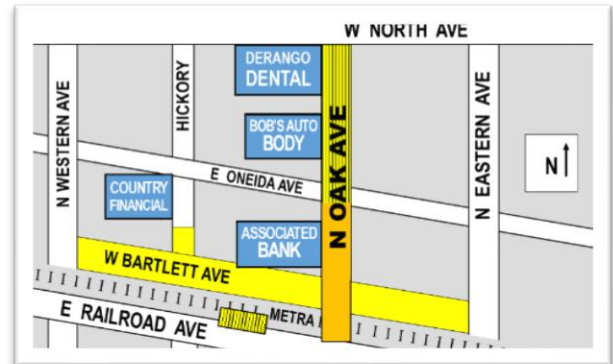 W NORTH AVE
DERANGO
DENTAL
HICKORY
N WESTERN AVE
BOB'S AUTO
BODY
N OAK AVE
N EASTERN AVE
N
E ONEIDA AVE
COUNTRY
FINANCIAL
ASSOCIATED
BANK
W BARTLETT AVE
METRA
E RAILROAD AVE